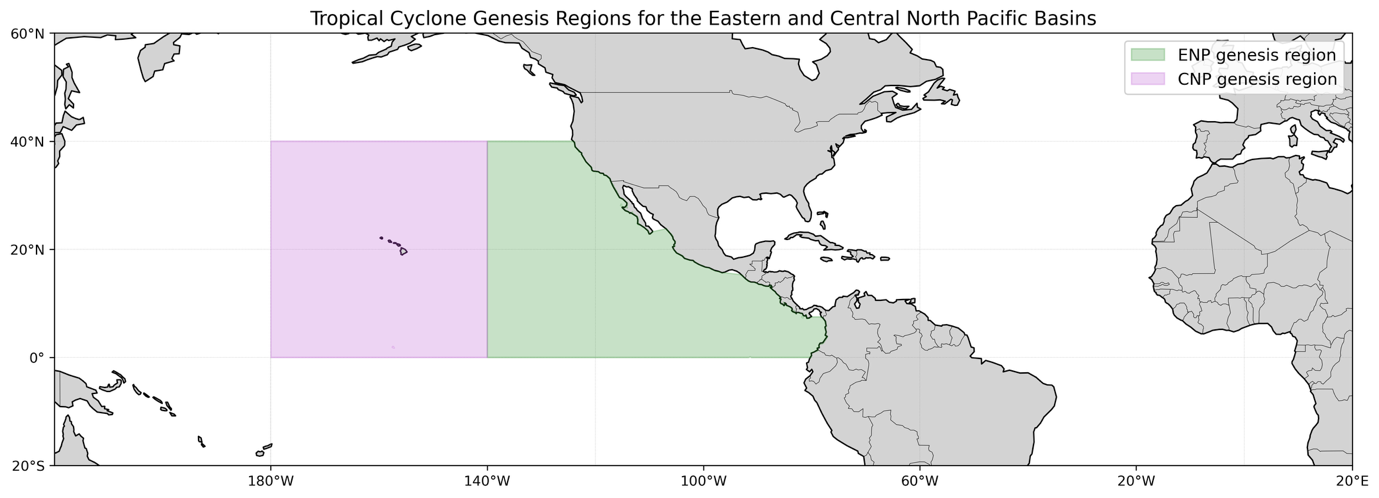 Tropical Cyclone Genesis Regions for the Eastern and Central North Pacific Basins
60°N
ENP genesis region
CNP genesis region
40°N
20°N
0°
20°S
180°W
140°W
100°W
60°W
20°W
20°E